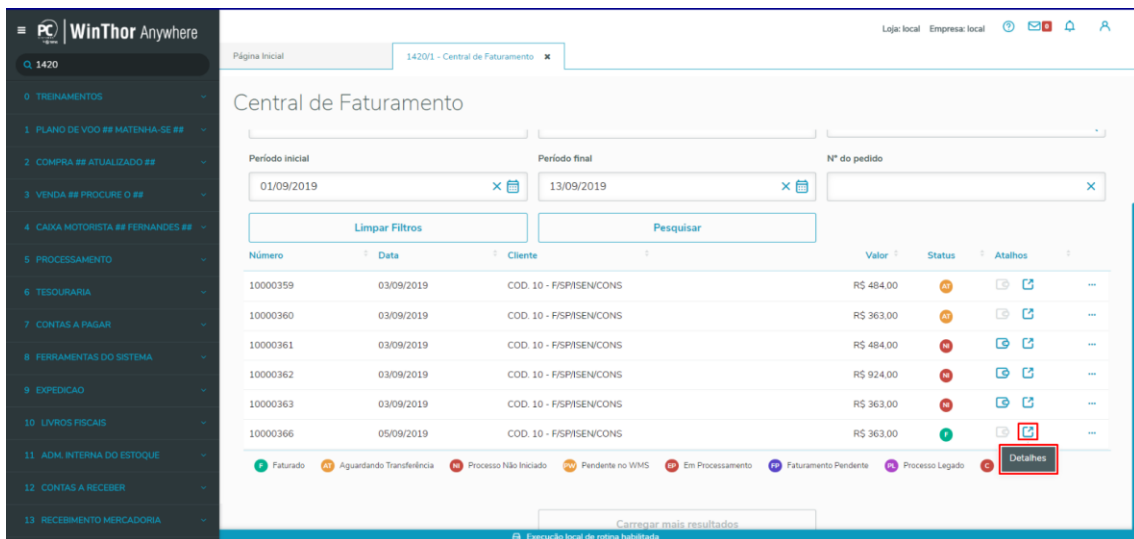 PC WinThor Anywhere
Loja: local Empresa: local
1420
Página Inicial
1420/1 - Central de Faturamento
0 TREINAMENTOS
1 PLANO DE VOO ## MATENHA-SE ##
2 COMPRA ## ATUALIZADO ##
3 VENDA ## PROCURE O ##
4 CAIXA MOTORISTA ## FERNANDES ##
5 PROCESSAMENTO
6 TESOURARIA
7 CONTAS A PAGAR
8 FERRAMENTAS DO SISTEMA
9 EXPEDICAO
10 LIVROS FISCAIS
11 ADM. INTERNA DO ESTOQUE
12 CONTAS A RECEBER
13 RECEBIMENTO MERCADORIA
Central de Faturamento
Período inicial Período final Nº do pedido
01/09/2019 13/09/2019
Limpar Filtros Pesquisar
Número Data Cliente Valor Status Atalhos
10000359 03/09/2019 COD. 10 - F/SP/ISEN/CONS R$ 484,00 AT
10000360 03/09/2019 COD. 10 - F/SP/ISEN/CONS R$ 363,00 AT
10000361 03/09/2019 COD. 10 - F/SP/ISEN/CONS R$ 484,00 NI
10000362 03/09/2019 COD. 10 - F/SP/ISEN/CONS R$ 924,00 NI
10000363 03/09/2019 COD. 10 - F/SP/ISEN/CONS R$ 363,00 NI
10000366 05/09/2019 COD. 10 - F/SP/ISEN/CONS R$ 363,00 F
F Faturado AT Aguardando Transferência NI Processo Não Iniciado PW Pendente no WMS EP Em Processamento FP Faturamento Pendente PL Processo Legado C
Detalhes
Carregar mais resultados
Execução local de rotina habilitada